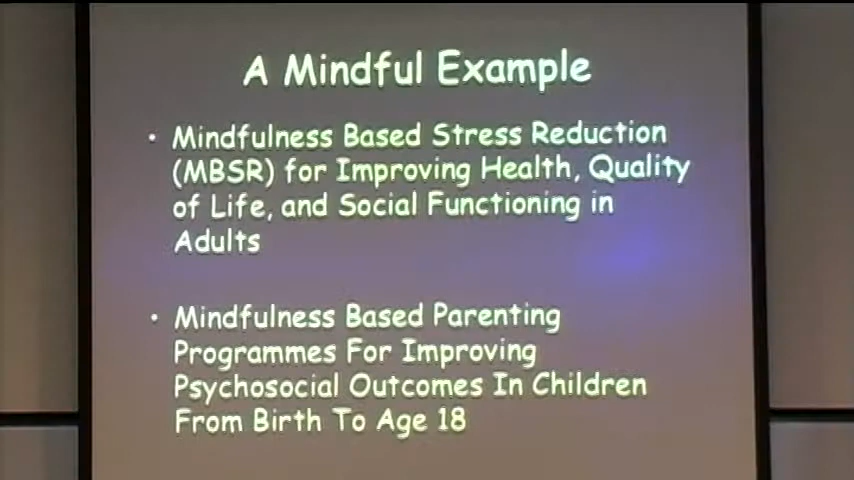 A Mindful Example
• Mindfulness Based Stress Reduction
(MBSR) for Improving Health, Quality
of Life, and Social Functioning in
Adults
• Mindfulness Based Parenting
Programmes For Improving
Psychosocial Outcomes In Children
From Birth To Age 18